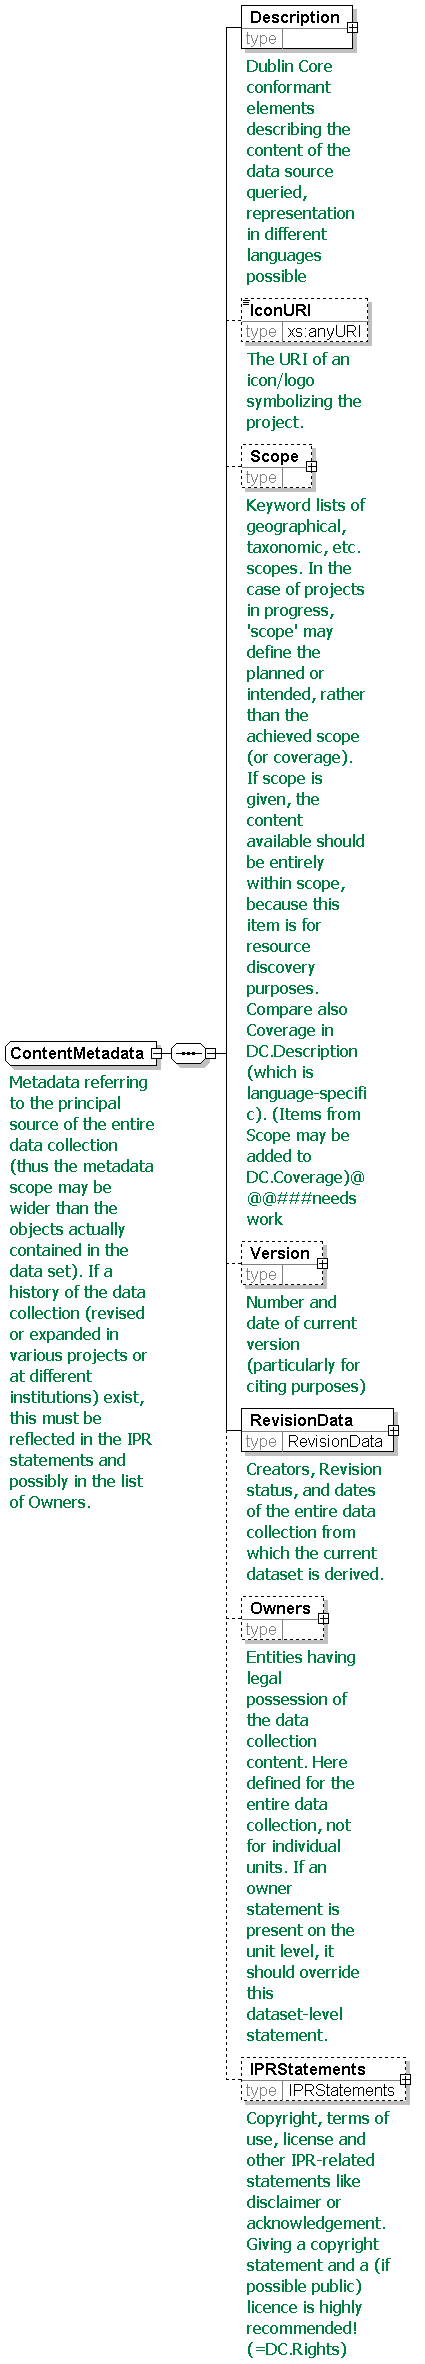 Description
type
Dublin Core
conformant
elements
describing the
content of the
data source
queried,
representation
in different
languages
possible
IconURI
type xs:anyURI
The URI of an
icon/logo
symbolizing the
project.
Scope
type
Keyword lists of
geographical,
taxonomic, etc.
scopes. In the
case of projects
in progress,
'scope' may
define the
planned or
intended, rather
than the
achieved scope
(or coverage).
If scope is
given, the
content
available should
be entirely
within scope,
because this
item is for
resource
discovery
purposes.
Compare also
Coverage in
DC.Description
(which is
language-specifi
c). (Items from
Scope may be
added to
DC.Coverage)@
@@###needs
work
ContentMetadata
Metadata referring
to the principal
source of the entire
data collection
(thus the metadata
scope may be
wider than the
objects actually
contained in the
data set). If a
history of the data
collection (revised
or expanded in
various projects or
at different
institutions) exist,
this must be
reflected in the IPR
statements and
possibly in the list
of Owners.
Version
type
Number and
date of current
version
(particularly for
citing purposes)
RevisionData
type RevisionData
Creators, Revision
status, and dates
of the entire data
collection from
which the current
dataset is derived.
Owners
type
Entities having
legal
possession of
the data
collection
content. Here
defined for the
entire data
collection, not
for individual
units. If an
owner
statement is
present on the
unit level, it
should override
this
dataset-level
statement.
IPRStatements
type IPRStatements
Copyright, terms of
use, license and
other IPR-related
statements like
disclaimer or
acknowledgement.
Giving a copyright
statement and a (if
possible public)
licence is highly
recommended!
(=DC.Rights)